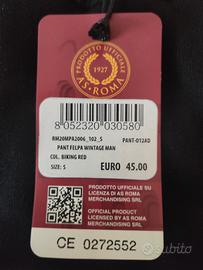 PRODOTTO UFFICIALE
1927
AS ROMA
8 052320 030580
RM20MPA2006_102_S PANT-012AD
PANT FELPA WINTAGE MAN
COL. BIKING RED
SIZE: S EURO 45.00
PRODOTTO UFFICIALE SU
LICENZA DI AS ROMA
MERCHANDISING SRL
OFFICIAL PRODUCT
LICENSED BY AS ROMA
MERCHANDISING SRL
CE 0272552
subito